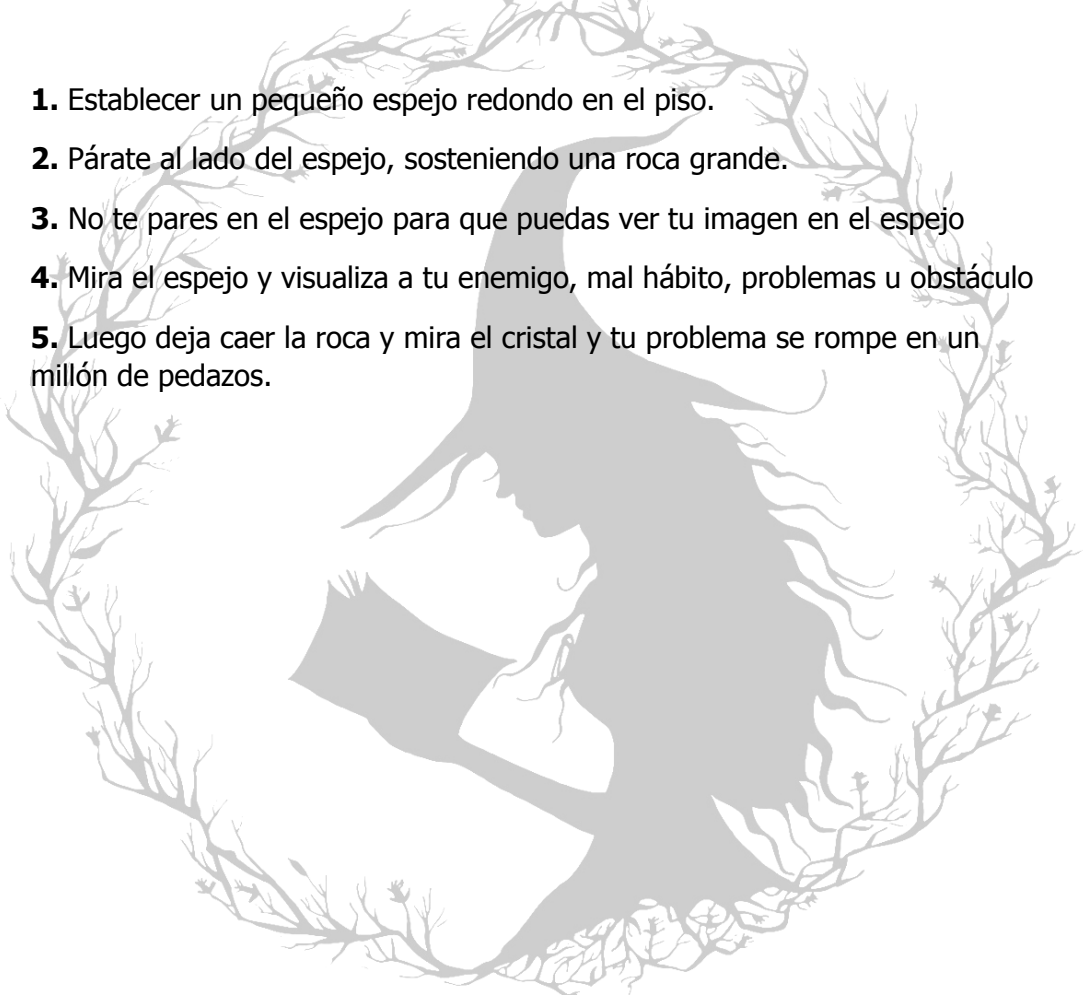 1. Establecer un pequeño espejo redondo en el piso.
2. Párate al lado del espejo, sosteniendo una roca grande.
3. No te pares en el espejo para que puedas ver tu imagen en el espejo
4. Mira el espejo y visualiza a tu enemigo, mal hábito, problemas u obstáculo
5. Luego deja caer la roca y mira el cristal y tu problema se rompe en un
millón de pedazos.